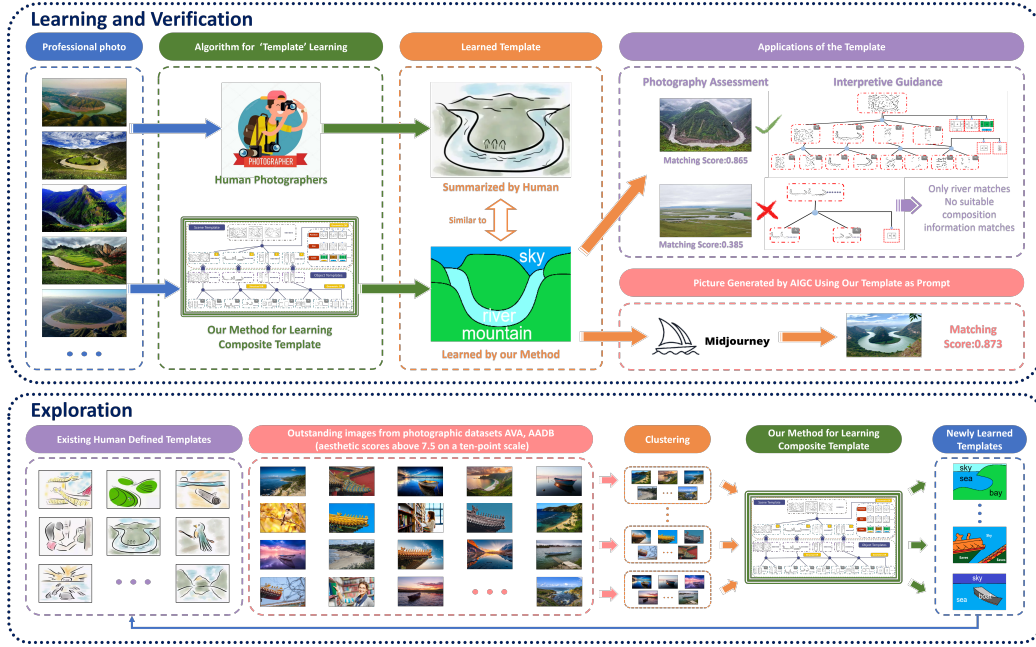 Learning and Verification
Professional photo
Algorithm for ‘Template’ Learning
Learned Template
Applications of the Template
PHOTOGRAPHER
Human Photographers
Our Method for Learning
Composite Template
Summarized by Human
Similar to
sky
river
mountain
Learned by our Method
Photography Assessment
Interpretive Guidance
Matching Score:0.865
Matching Score:0.385
Only river matches
No suitable
composition
information matches
Picture Generated by AIGC Using Our Template as Prompt
Midjourney
Matching
Score:0.873
Exploration
Existing Human Defined Templates
Outstanding images from photographic datasets AVA, AADB
(aesthetic scores above 7.5 on a ten-point scale)
Clustering
Our Method for Learning
Composite Template
Newly Learned
Templates
sky
sea
bay
sky
sea
boat